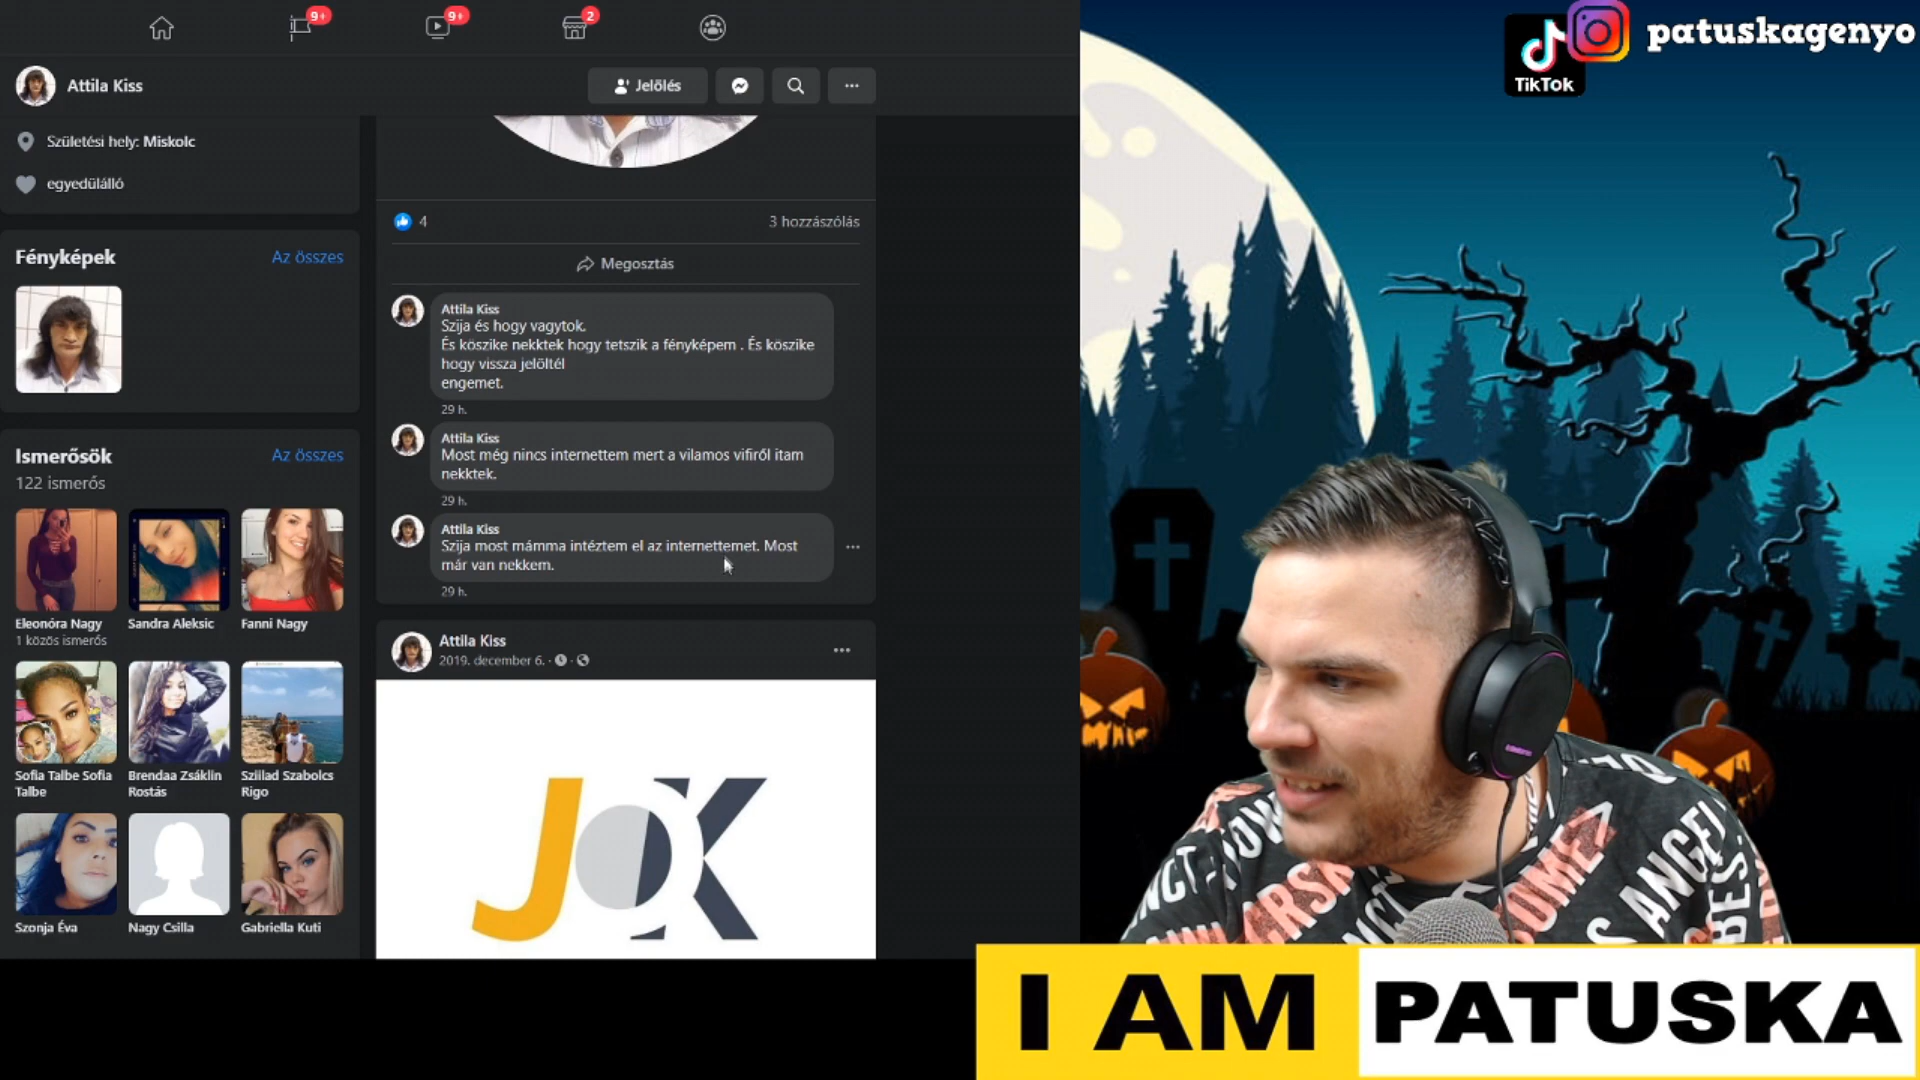 9+
9+
2
Attila Kiss
Jelölés
Születési hely: Miskolc
egyedülálló
Fényképek
Az összes
Ismerősök
Az összes
122 ismerős
Eleonóra Nagy
1 közös ismerős
Sandra Aleksic
Fanni Nagy
Sofia Talbe Sofia
Talbe
Brendaa Zsáklin
Rostás
Sziilad Szabolcs
Rigo
Szonja Éva
Nagy Csilla
Gabriella Kuti
4
3 hozzászólás
Megosztás
Attila Kiss
Szija és hogy vagytok.
És köszike nekktek hogy tetszik a fényképem . És köszike
hogy vissza jelöltél
engemet.
29 h.
Attila Kiss
Most még nincs internettem mert a vilamos vifiről itam
nekktek.
29 h.
Attila Kiss
Szija most mámma intéztem el az internettemet. Most
már van nekkem.
29 h.
Attila Kiss
2019. december 6.
JOK
TikTok
patuskagenyo
I AM PATUSKA